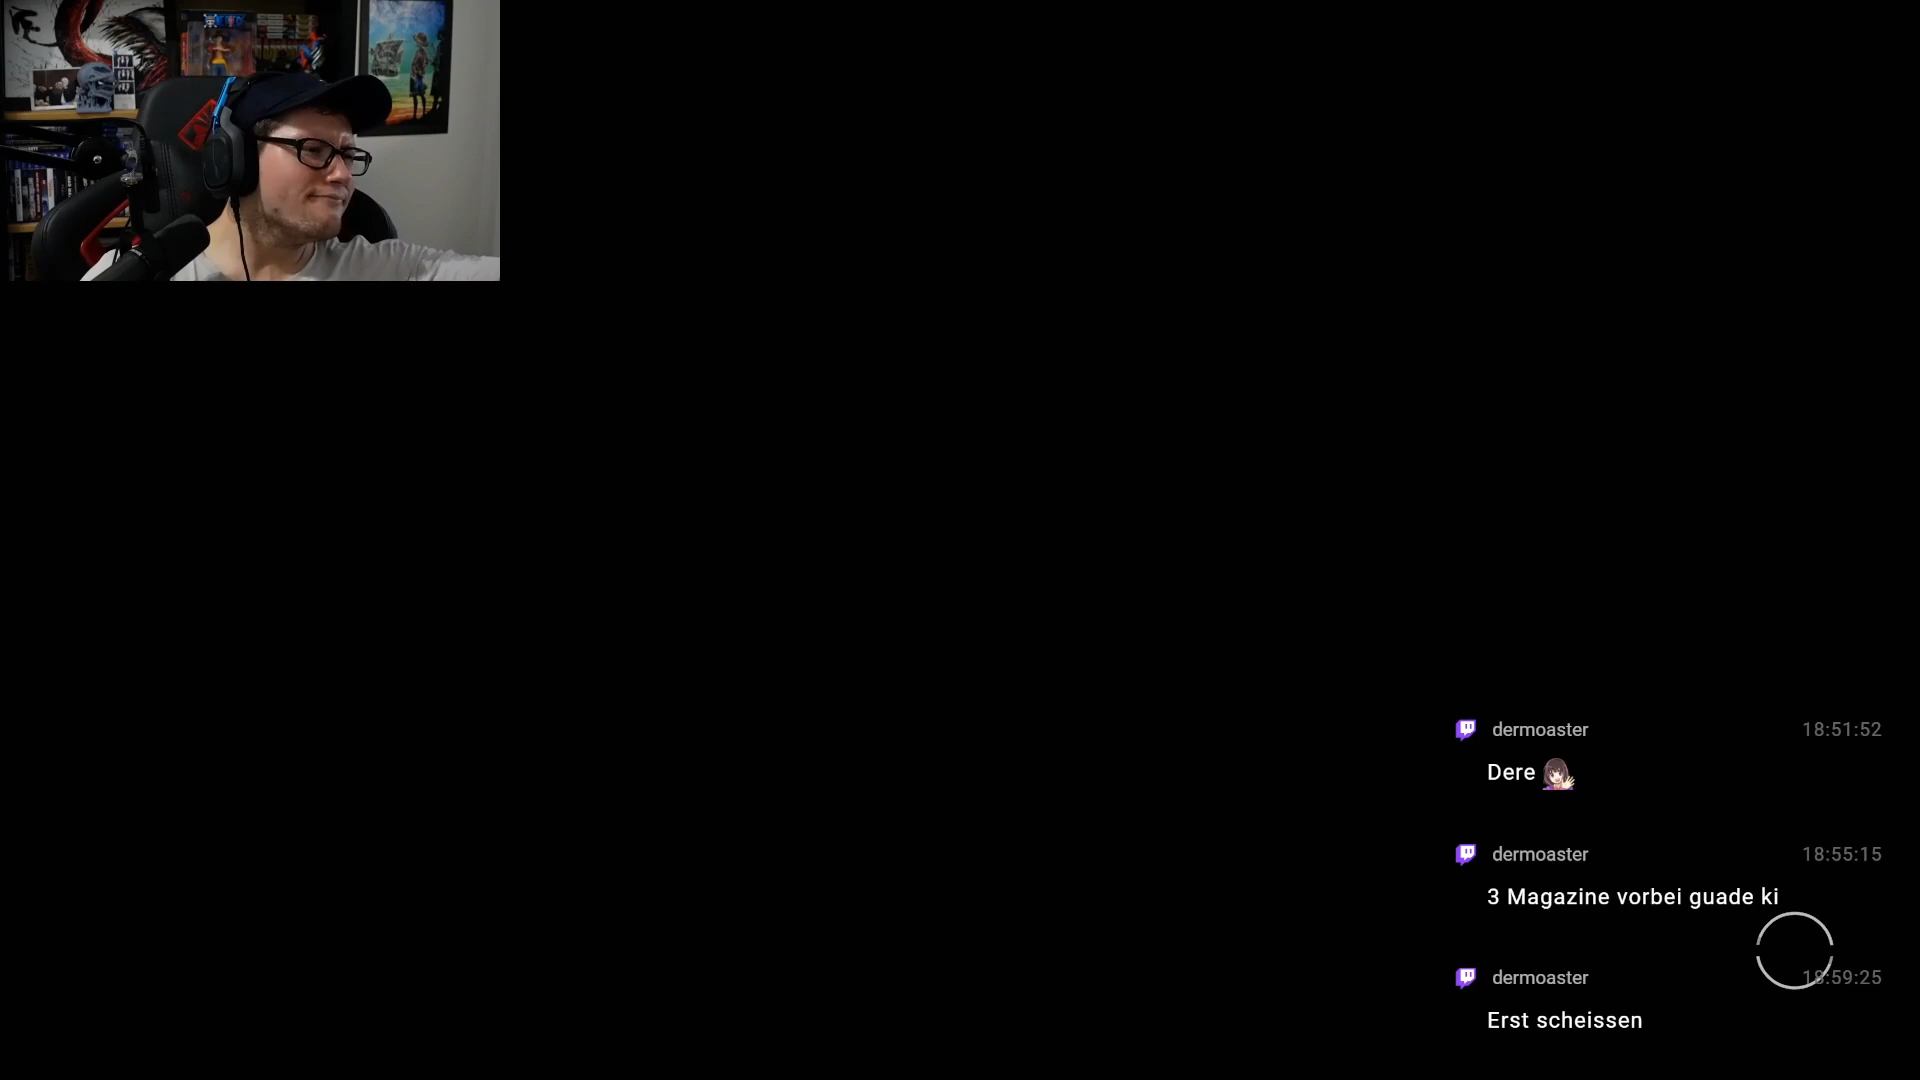 dermoaster 18:51:52
Dere
dermoaster 18:55:15
3 Magazine vorbei guade ki
dermoaster 18:59:25
Erst scheissen